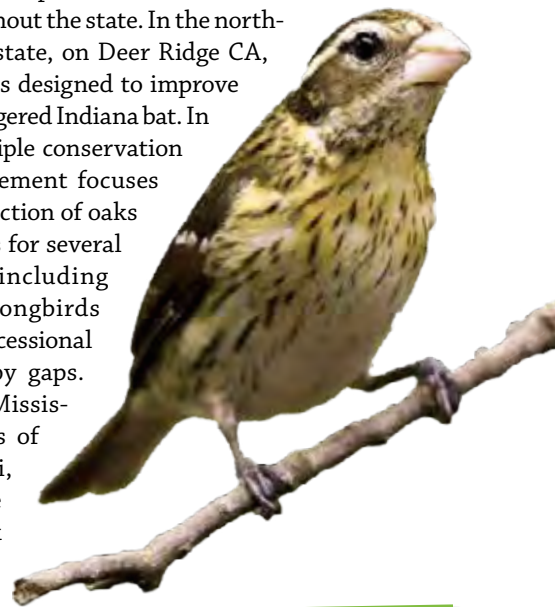 hout the state. In the north-
state, on Deer Ridge CA,
s designed to improve
gered Indiana bat. In
iple conservation
ement focuses
ction of oaks
for several
including
ongbirds
cessional
y gaps.
Missis-
s of
i,